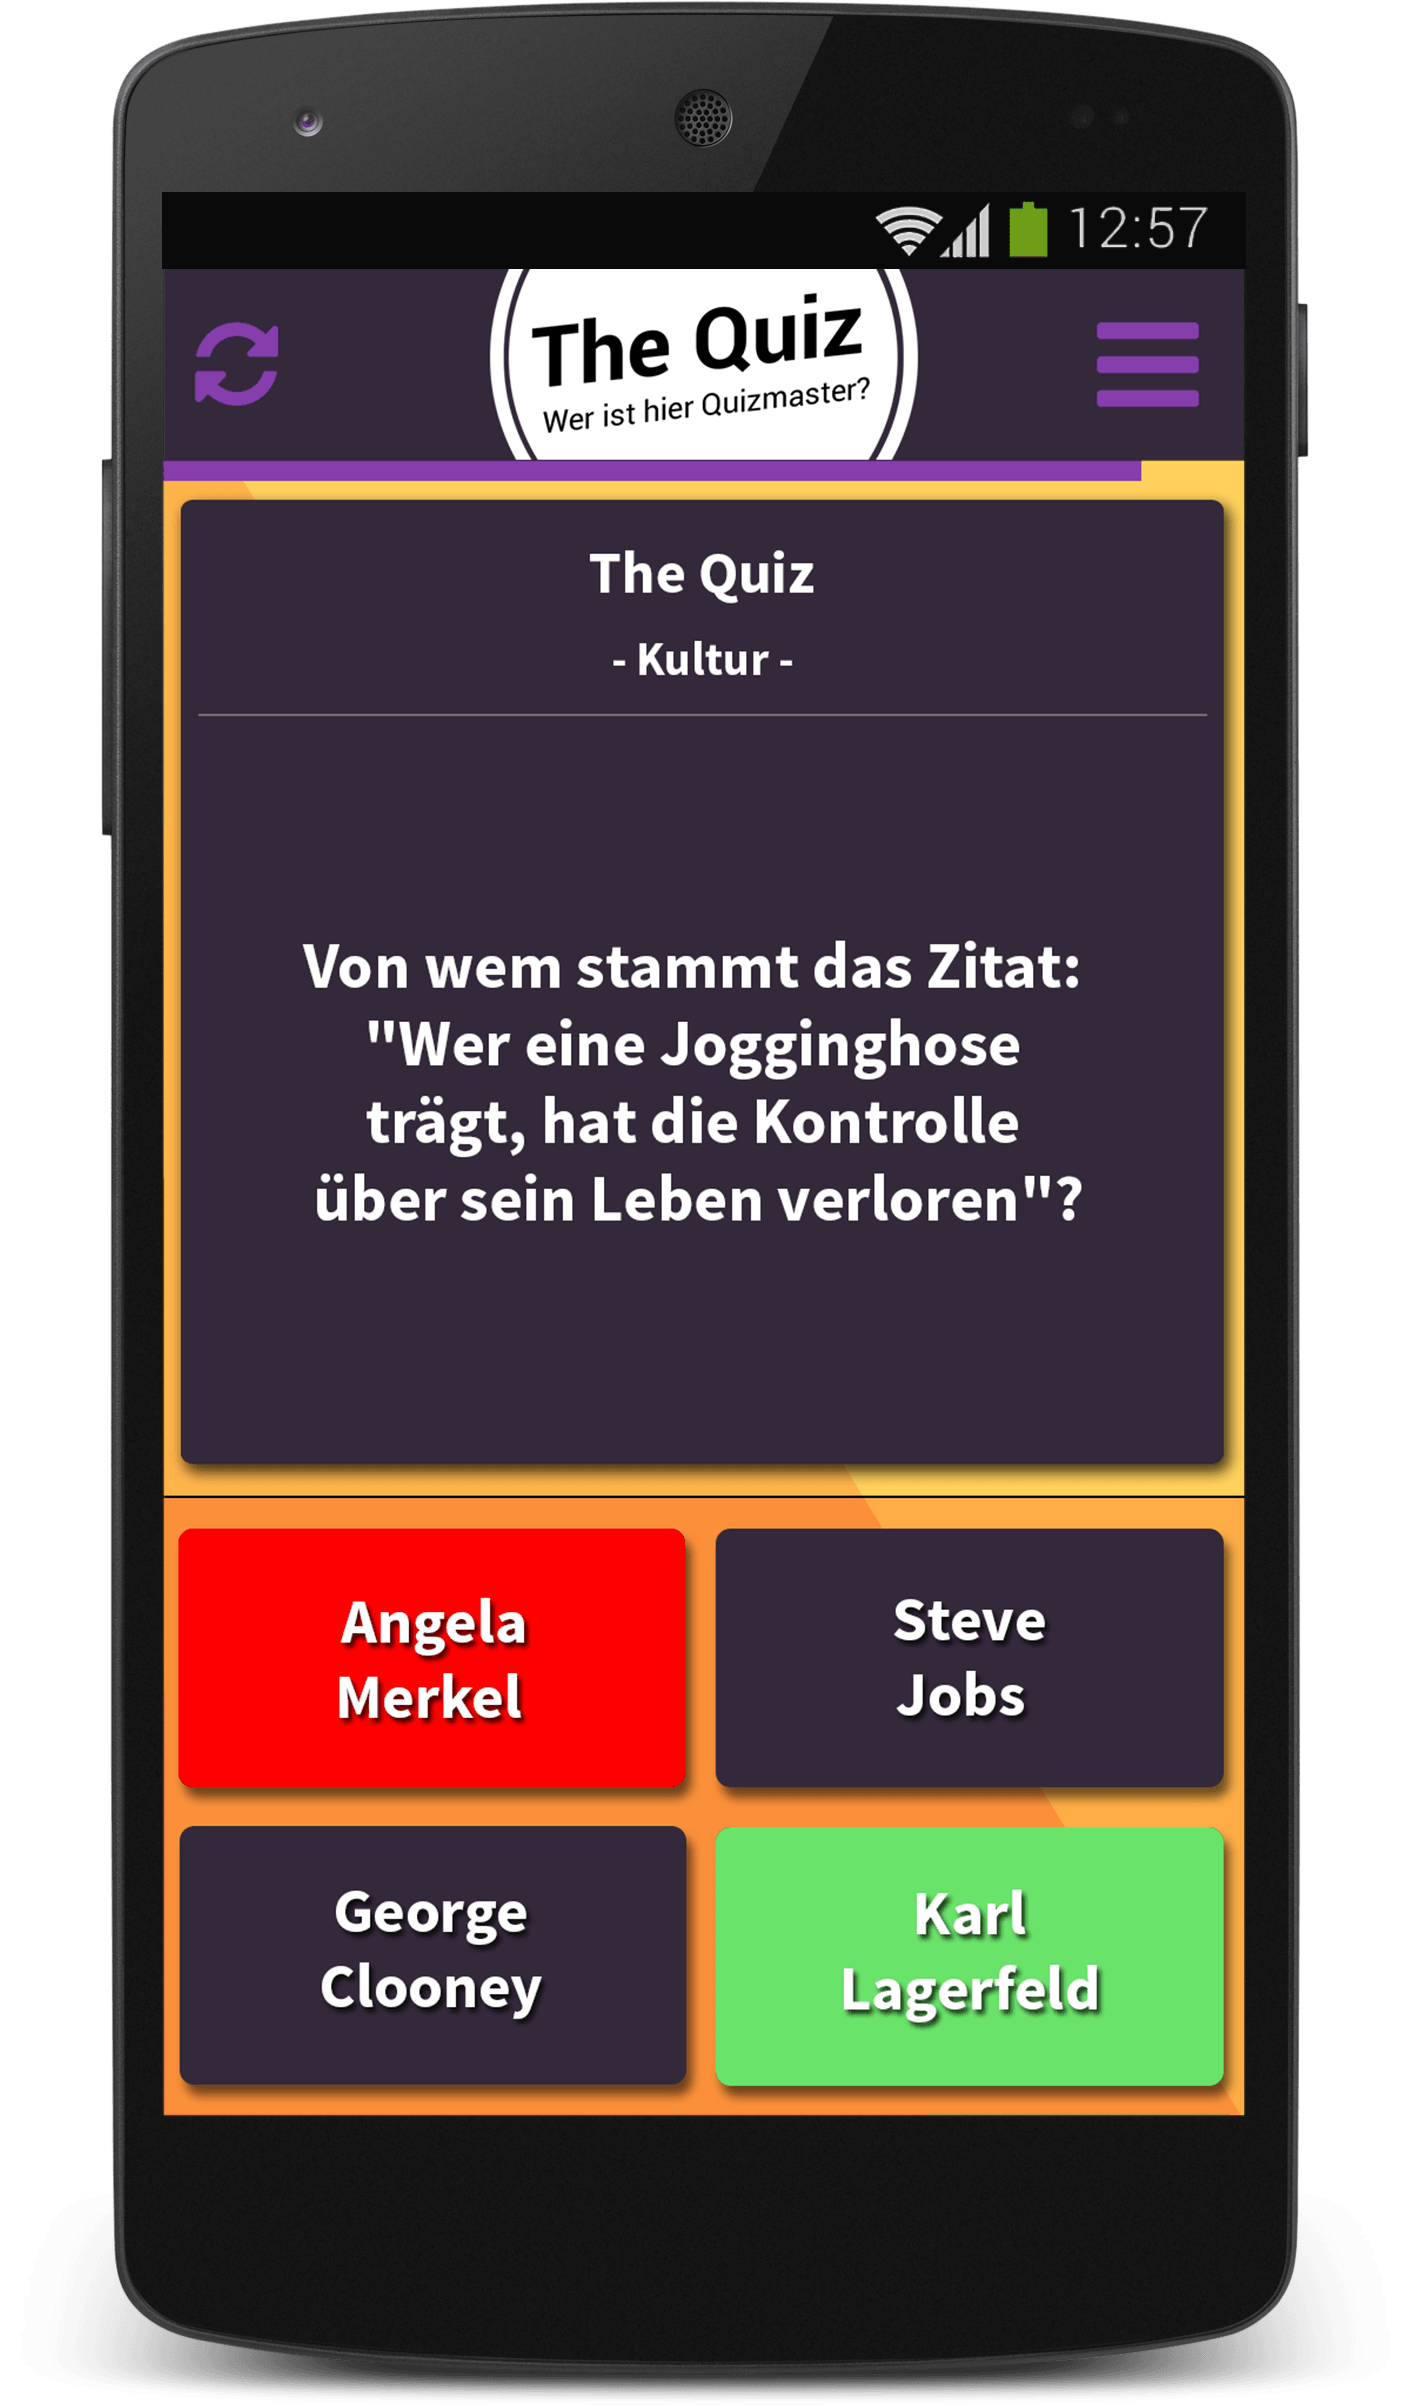 12:57
The Quiz
Wer ist hier Quizmaster?
The Quiz
- Kultur -
Von wem stammt das Zitat:
"Wer eine Jogginghose
trägt, hat die Kontrolle
über sein Leben verloren"?
Angela
Merkel
Steve
Jobs
George
Clooney
Karl
Lagerfeld